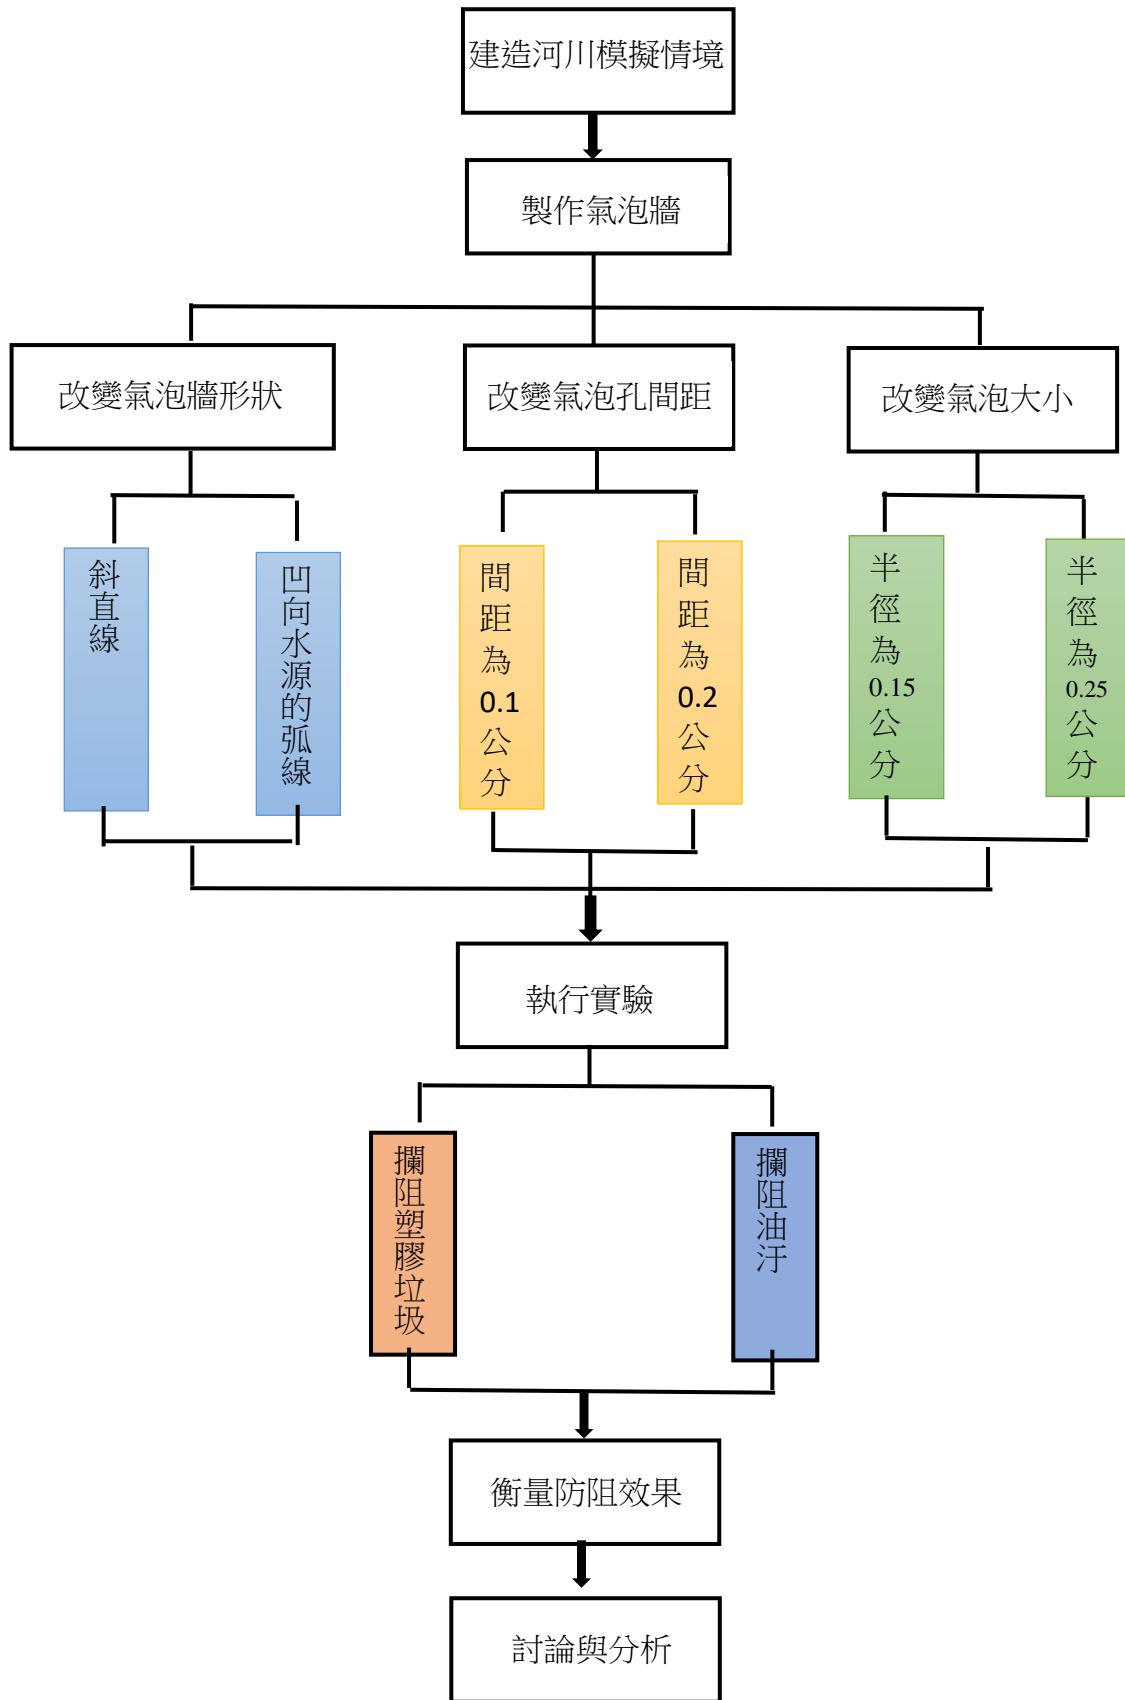 建造河川模擬情境
製作氣泡牆
改變氣泡牆形狀
改變氣泡孔間距
改變氣泡大小
斜直線
凹向水源的弧線
間距為0.1公分
間距為0.2公分
半徑為0.15公分
半徑為0.25公分
執行實驗
攔阻塑膠垃圾
攔阻油汙
衡量防阻效果
討論與分析